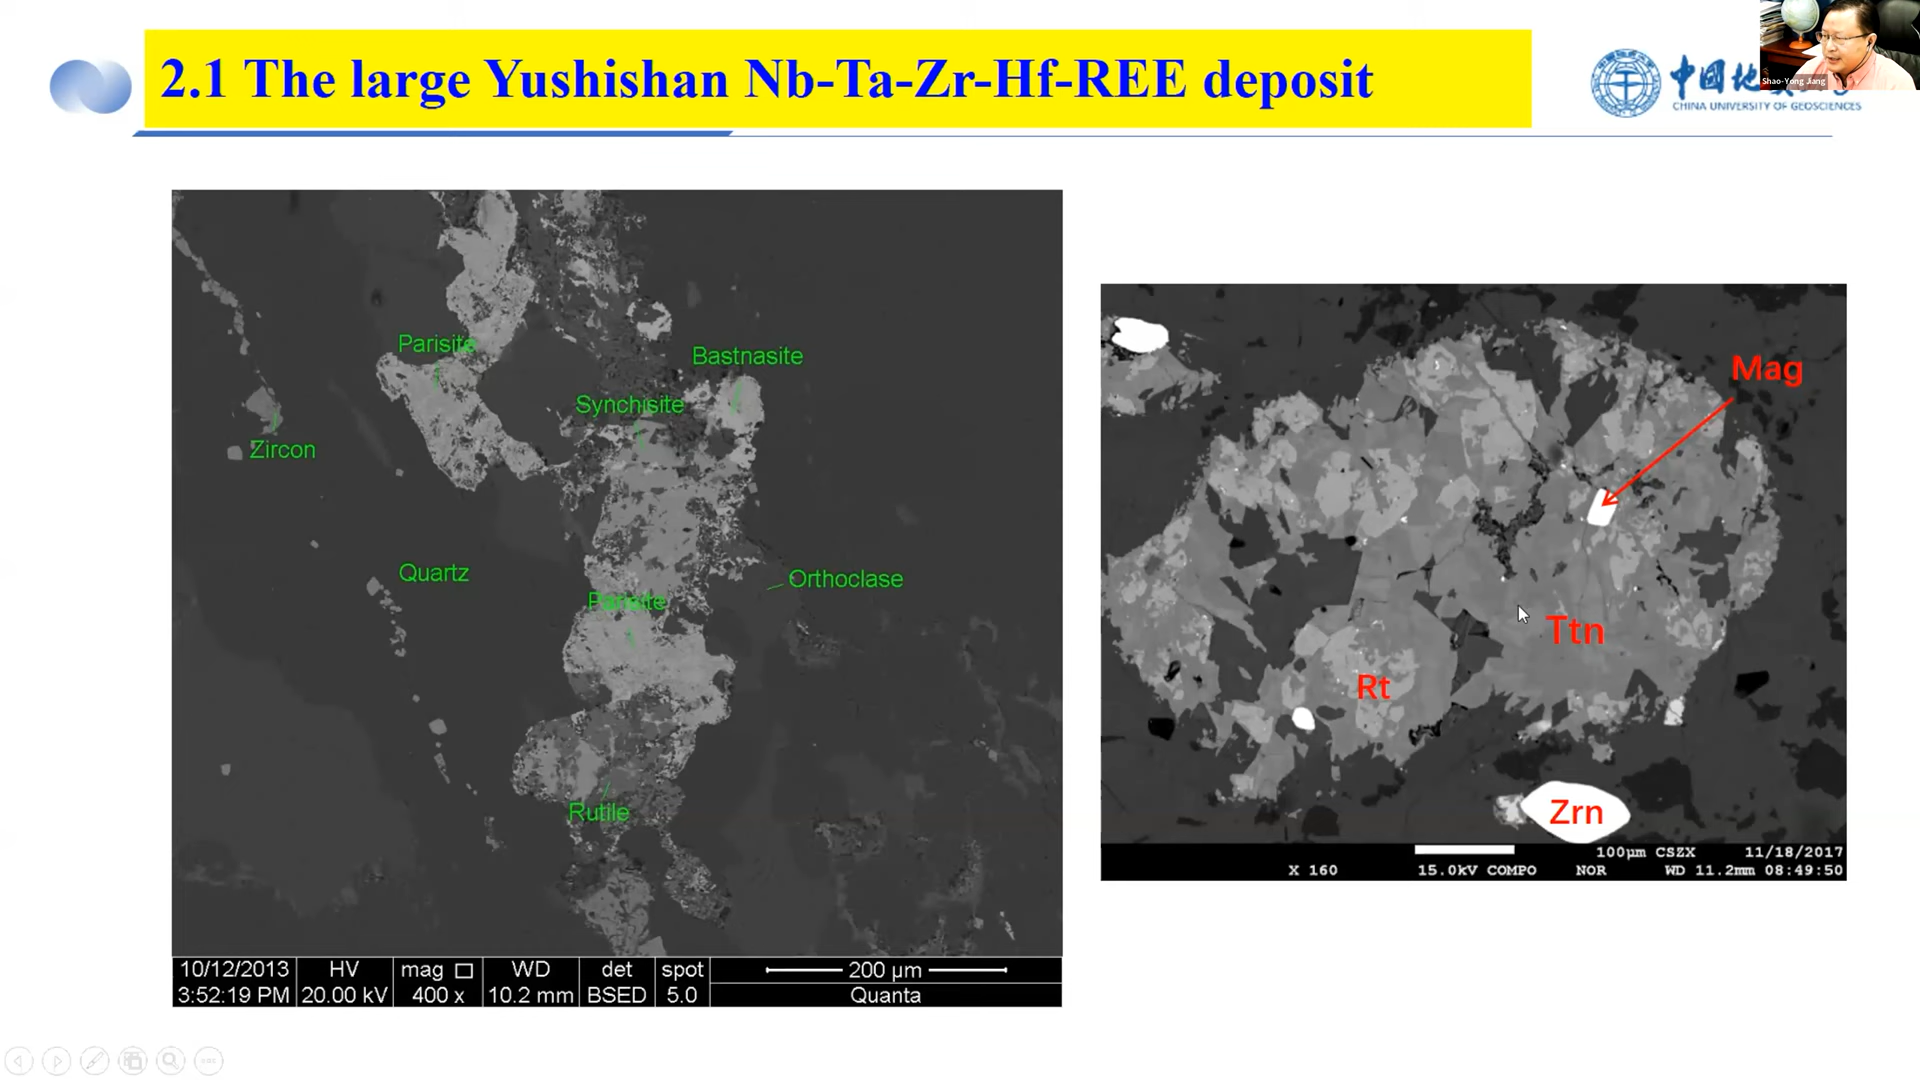 2.1 The large Yushishan Nb-Ta-Zr-Hf-REE deposit
中国地
CHINA UNIVERSITY OF GEOSCIENCES
Shao-Yong Jiang
Parisite
Bastnasite
Synchisite
Zircon
Quartz
Orthoclase
Parisite
Rutile
10/12/2013 HV mag WD det spot 200 µm
3:52:19 PM 20.00 kV 400 x 10.2 mm BSED 5.0 Quanta
Mag
Ttn
Rt
Zrn
100µm CSZX 11/18/2017
X 160 15.0kV COMPO NOR WD 11.2mm 08:49:50